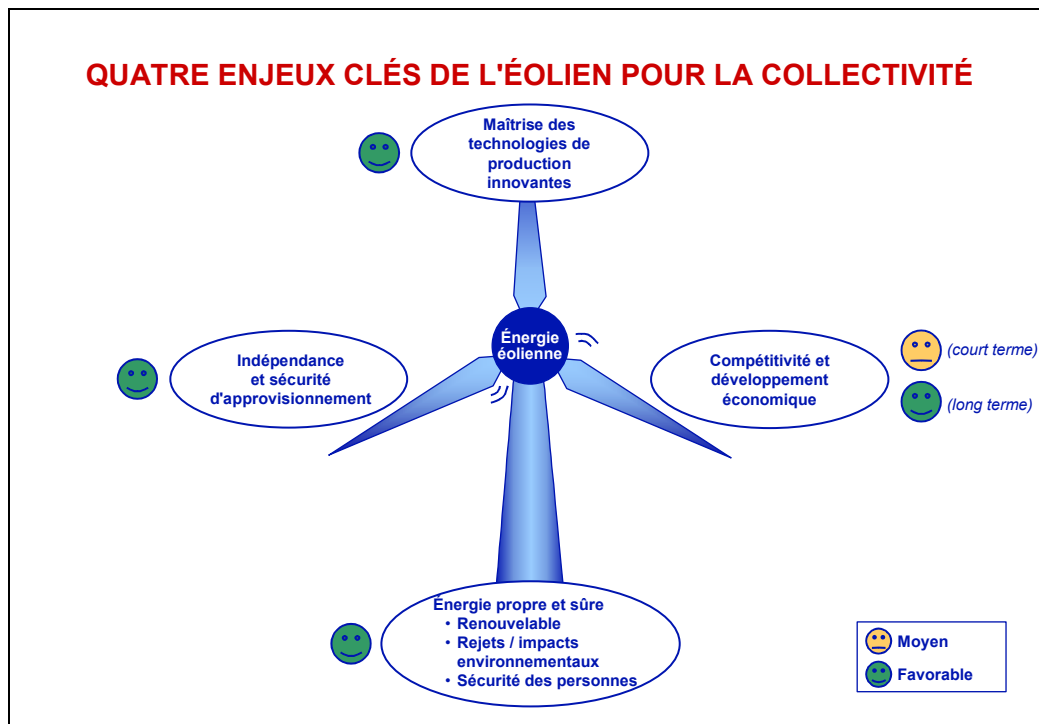 QUATRE ENJEUX CLÉS DE L'ÉOLIEN POUR LA COLLECTIVITÉ
Maîtrise des
technologies de
production
innovantes
Énergie
éolienne
Indépendance
et sécurité
d'approvisionnement
Compétitivité et
développement
économique
(court terme)
(long terme)
Énergie propre et sûre
• Renouvelable
• Rejets / impacts
environnementaux
• Sécurité des personnes
Moyen
Favorable